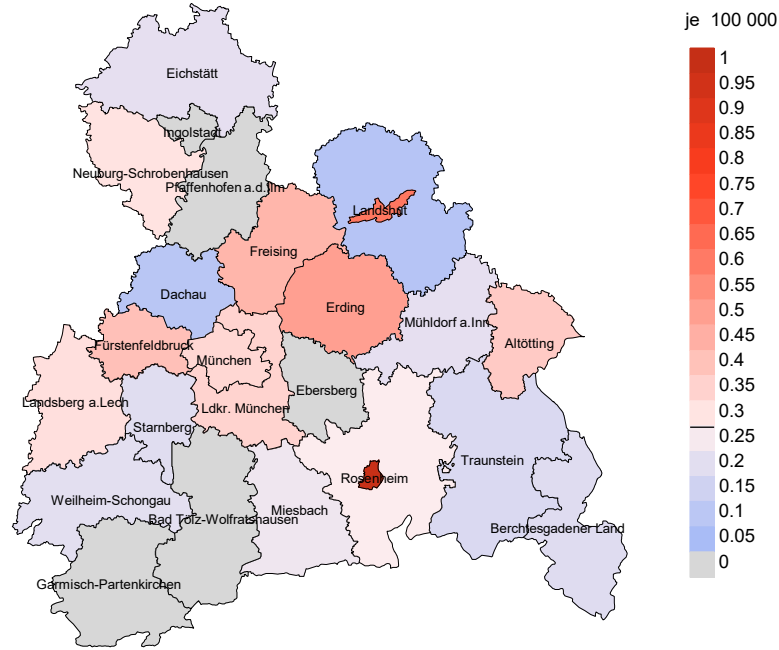 je 100 000
1
0.95
0.9
0.85
0.8
0.75
0.7
0.65
0.6
0.55
0.5
0.45
0.4
0.35
0.3
0.25
0.2
0.15
0.1
0.05
0
Eichstätt
Ingolstadt
Neuburg-Schrobenhausen
Pfaffenhofen a.d.Ilm
Landshut
Freising
Dachau
Erding
Mühldorf a.Inn
Altötting
Fürstenfeldbruck
München
Ebersberg
Landsberg a.Lech
Ldkr. München
Starnberg
Traunstein
Rosenheim
Weilheim-Schongau
Miesbach
Bad Tölz-Wolfratshausen
Berchtesgadener Land
Garmisch-Partenkirchen